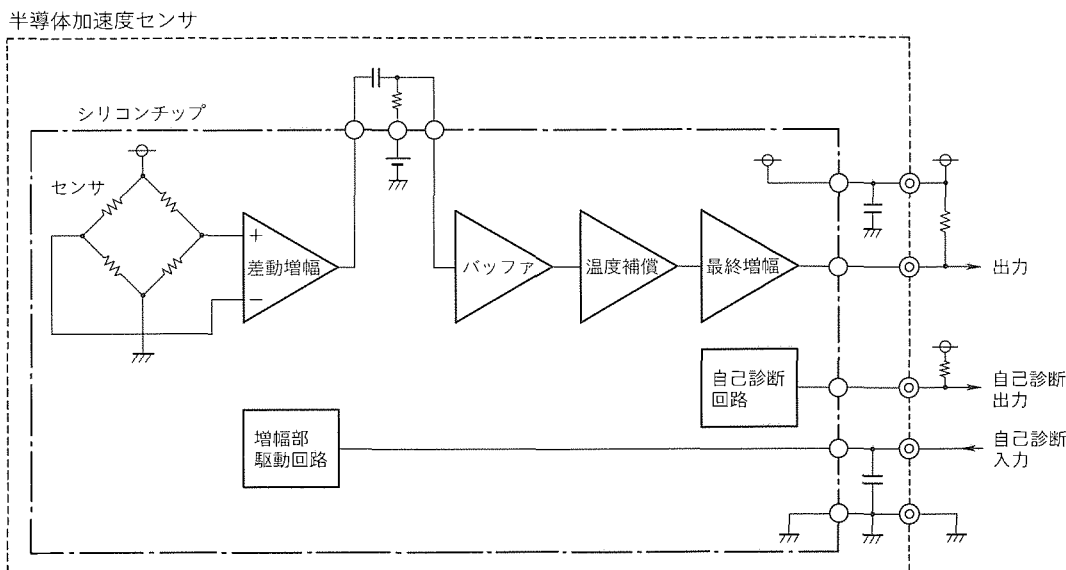 半導体加速度センサ
シリコンチップ
センサ
+
差動増幅
−
バッファ
温度補償
最終増幅
出力
自己診断
回路
自己診断
出力
増幅部
駆動回路
自己診断
入力